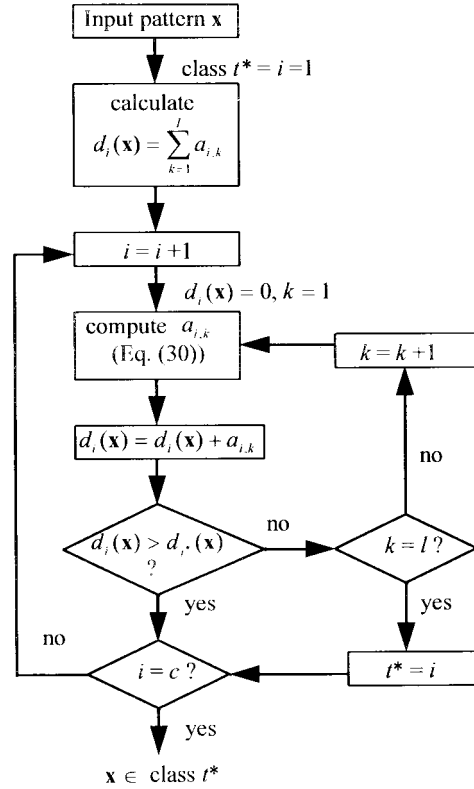 Input pattern x
class t* = i = 1
calculate
d_i(x) = ∑_{k=1}^{l} a_{i,k}
i = i +1
d_i(x) = 0, k = 1
compute a_{i,k}
(Eq. (30))
k = k +1
d_i(x) = d_i(x) + a_{i,k}
no
d_i(x) > d_{i*}(x)
?
no
k = l ?
yes
yes
no
i = c ?
t* = i
yes
x ∈ class t*